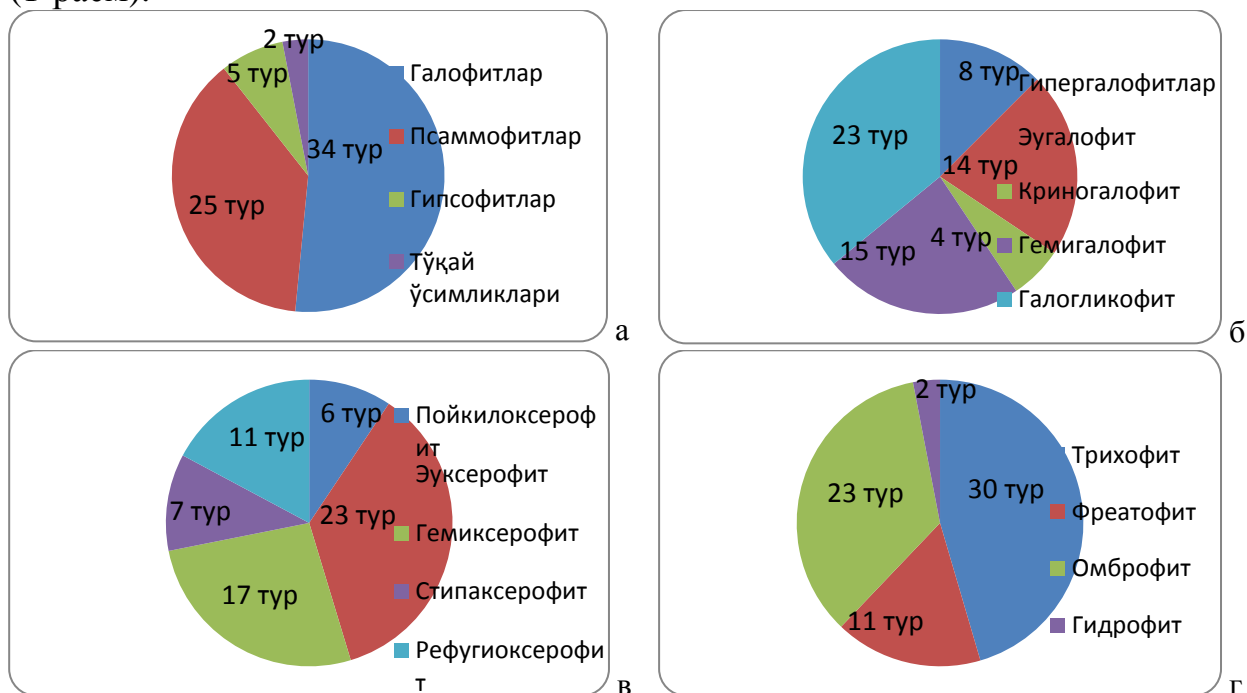 2 тур
5 тур
34 тур
25 тур
Галофитлар
Псаммофитлар
Гипсофитлар
Тўқай
ўсимликлари
а
8 тур
14 тур
4 тур
15 тур
23 тур
Гипергалофитлар
Эугалофит
Криногалофит
Гемигалофит
Галогликофит
б
6 тур
23 тур
17 тур
7 тур
11 тур
Пойкилоксероф
ит
Эуксерофит
Гемиксерофит
Стипаксерофит
Рефугиоксерофи
т
в
2 тур
30 тур
11 тур
23 тур
Трихофит
Фреатофит
Омброфит
Гидрофит
г